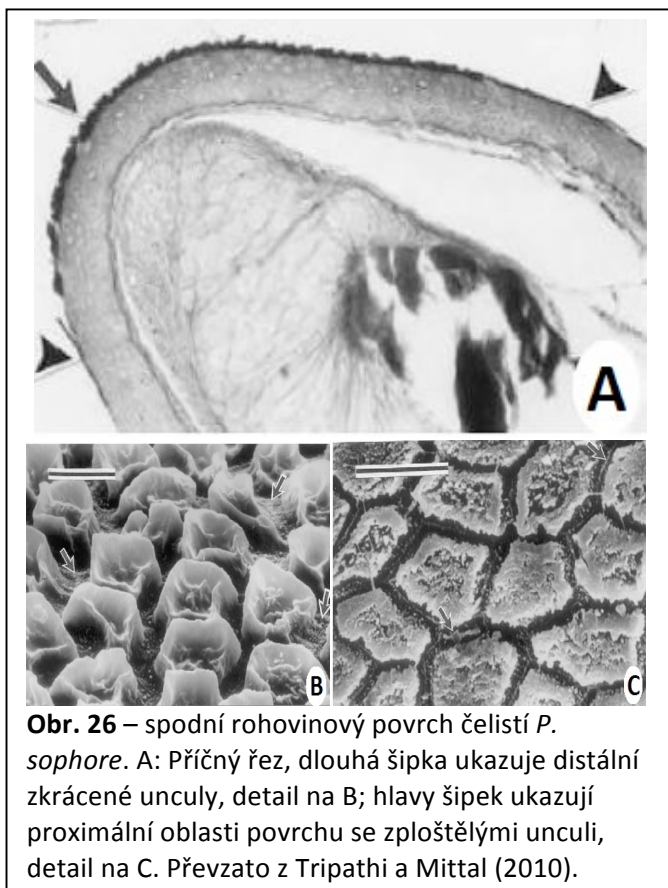 A
B
C
Obr. 26 – spodní rohovinový povrch čelistí P.
sophore. A: Příčný řez, dlouhá šipka ukazuje distální
zkrácené unculy, detail na B; hlavy šipek ukazují
proximální oblasti povrchu se zploštělými unculi,
detail na C. Převzato z Tripathi a Mittal (2010).